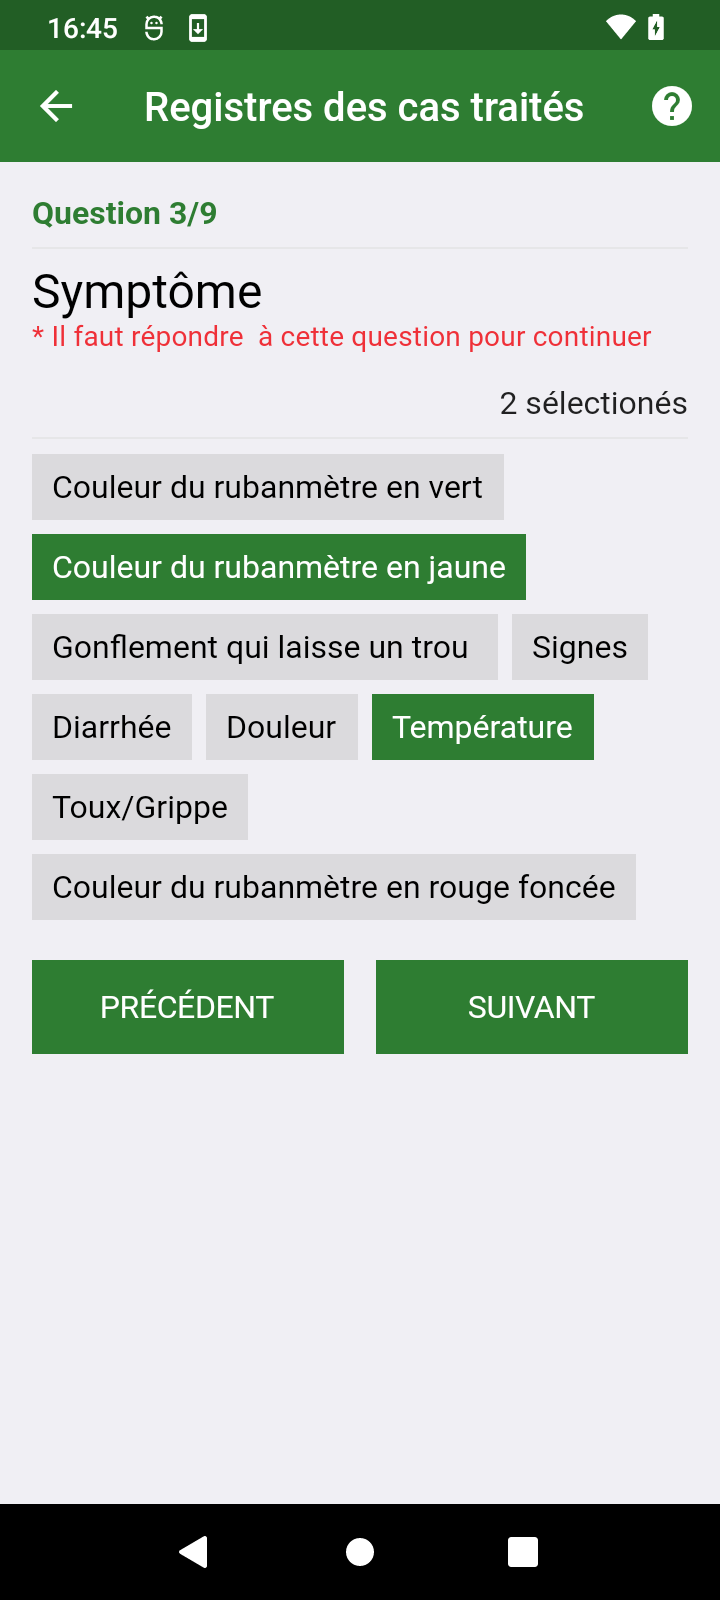 16:45
Registres des cas traités
Question 3/9
Symptôme
* Il faut répondre  à cette question pour continuer
2 sélectionés
Couleur du rubanmètre en vert
Couleur du rubanmètre en jaune
Gonflement qui laisse un trou
Signes
Diarrhée
Douleur
Température
Toux/Grippe
Couleur du rubanmètre en rouge foncée
PRÉCÉDENT
SUIVANT